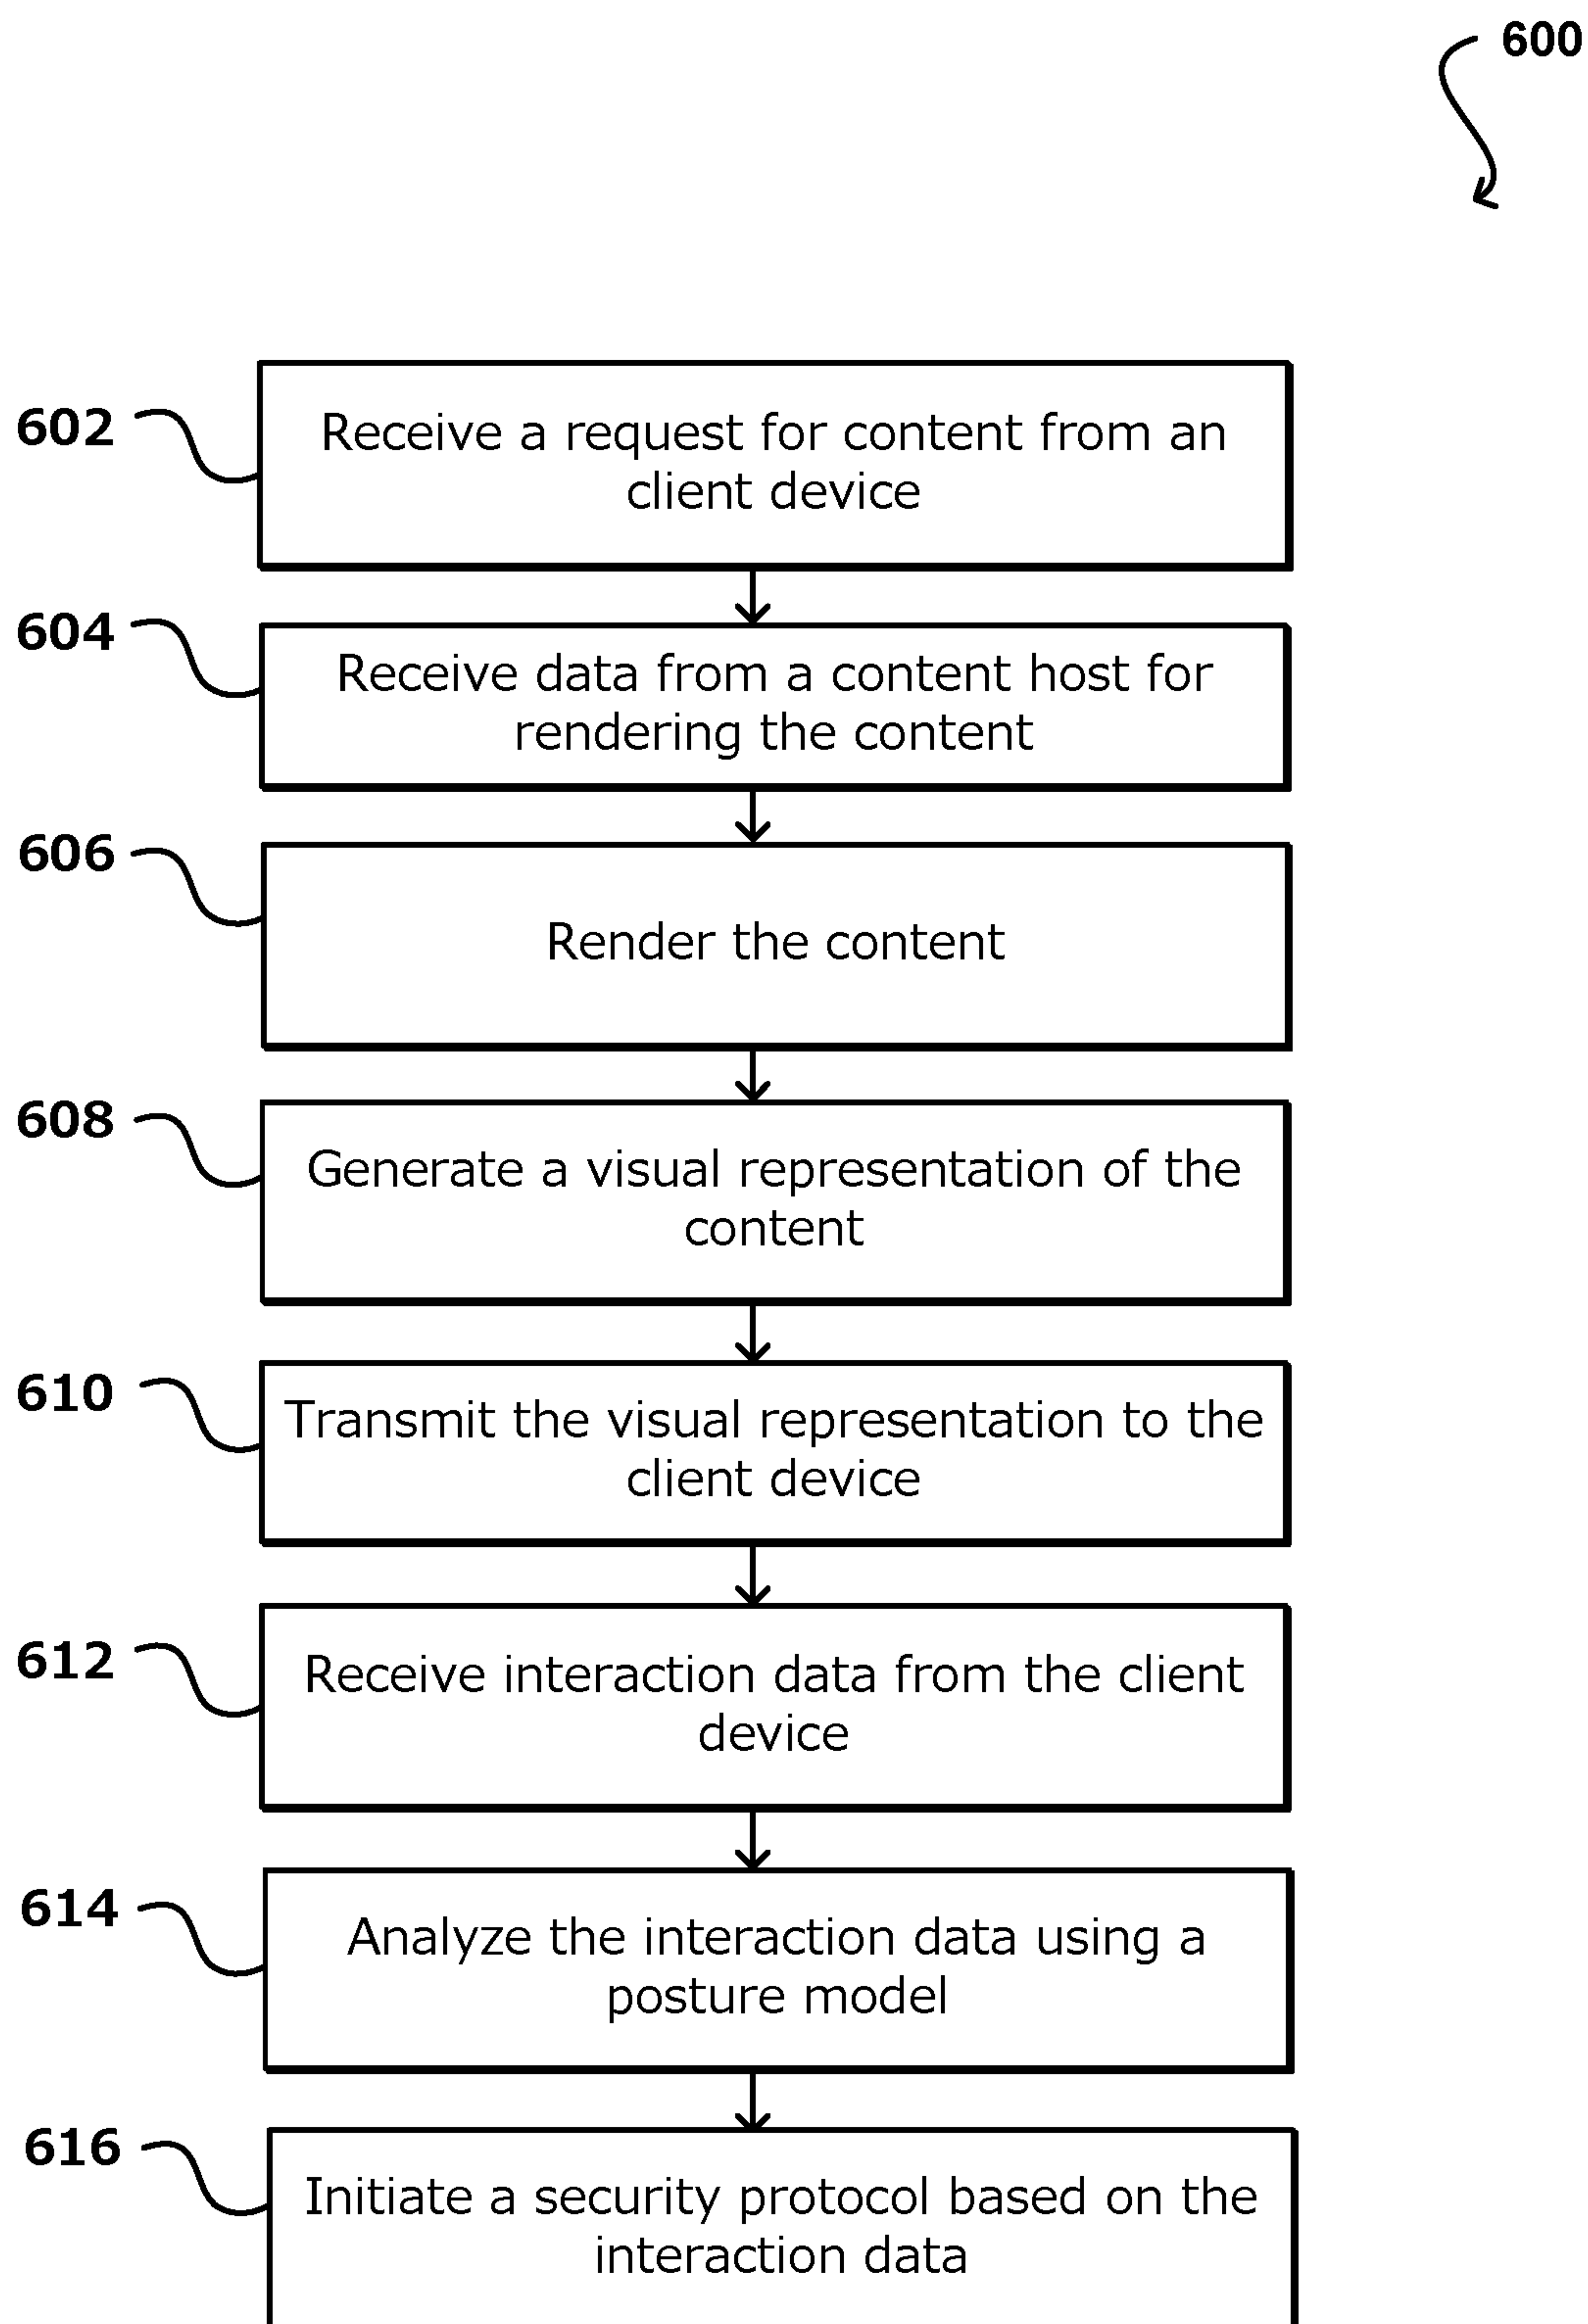 600
602
Receive a request for content from an
client device
604
Receive data from a content host for
rendering the content
606
Render the content
608
Generate a visual representation of the
content
610
Transmit the visual representation to the
client device
612
Receive interaction data from the client
device
614
Analyze the interaction data using a
posture model
616
Initiate a security protocol based on the
interaction data